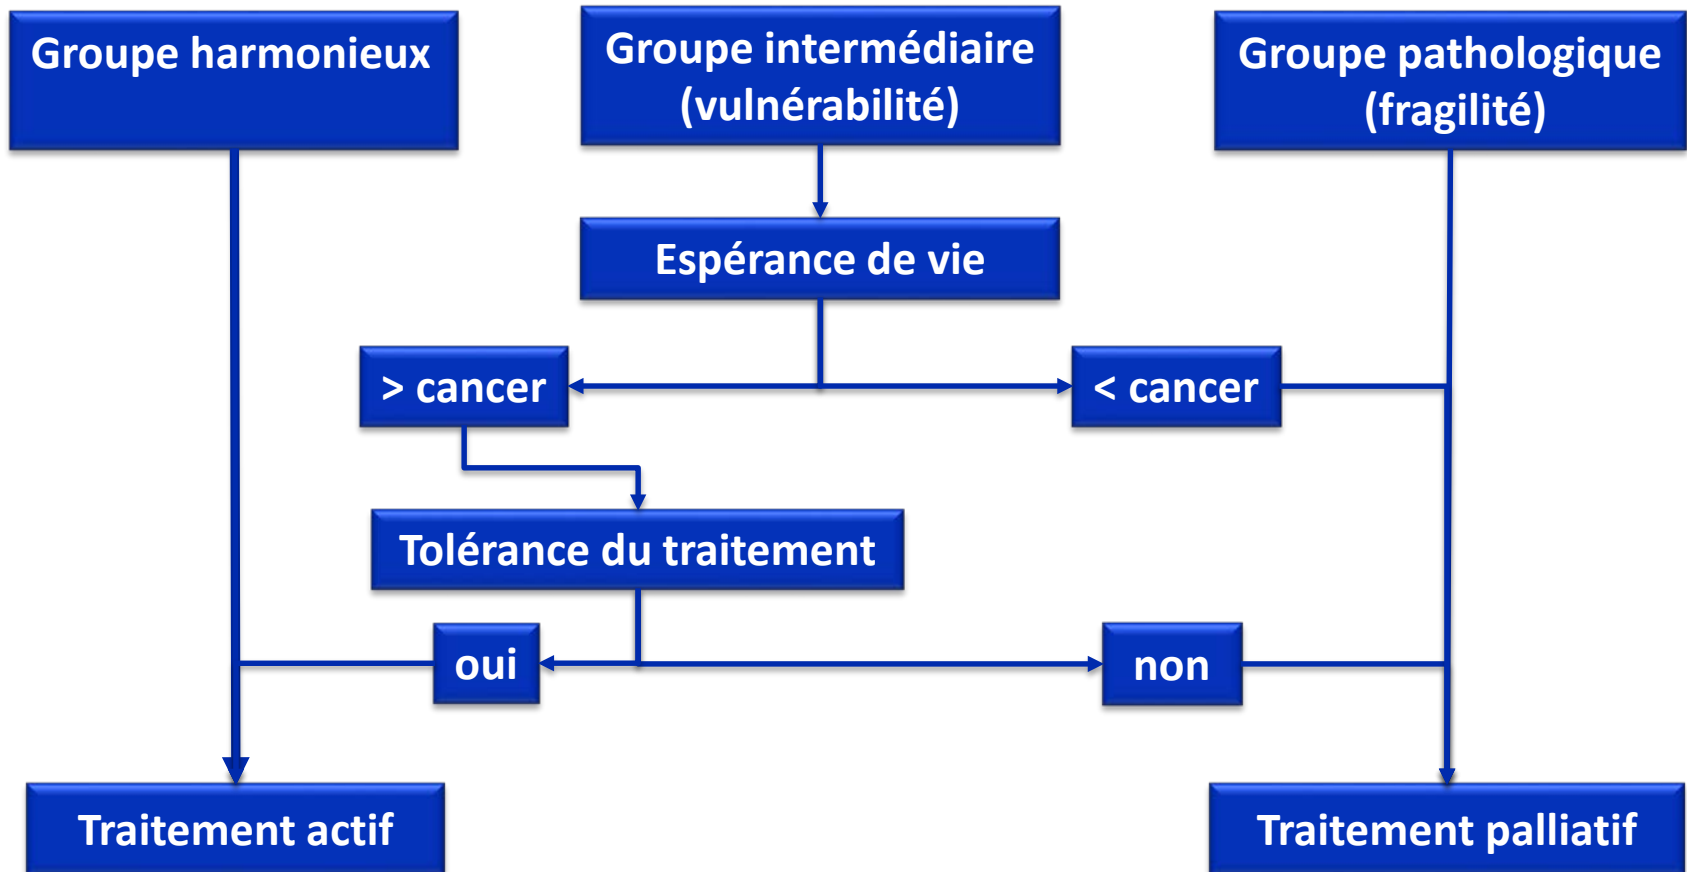 Groupe harmonieux
Groupe intermédiaire
(vulnérabilité)
Groupe pathologique
(fragilité)
Espérance de vie
> cancer
< cancer
Tolérance du traitement
oui
non
Traitement actif
Traitement palliatif